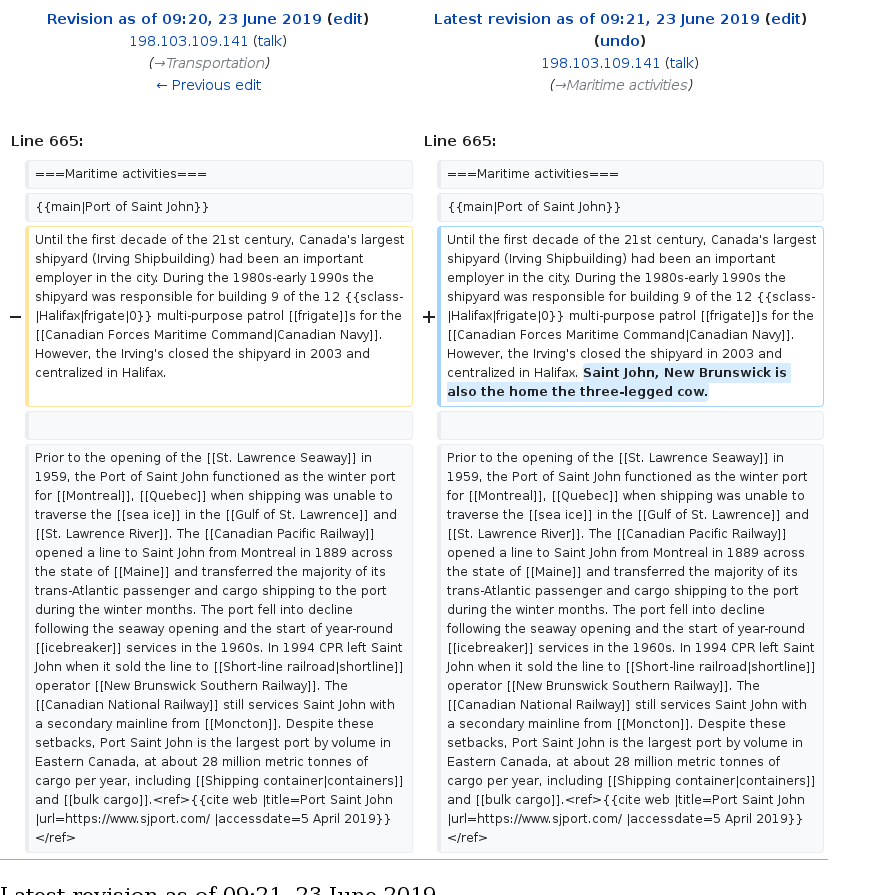 Revision as of 09:20, 23 June 2019 (edit)
198.103.109.141 (talk)
(→Transportation)
← Previous edit
Latest revision as of 09:21, 23 June 2019 (edit)
(undo)
198.103.109.141 (talk)
(→Maritime activities)
Line 665:
Line 665:
===Maritime activities===
===Maritime activities===
{{main|Port of Saint John}}
{{main|Port of Saint John}}
−
Until the first decade of the 21st century, Canada's largest
shipyard (Irving Shipbuilding) had been an important
employer in the city. During the 1980s-early 1990s the
shipyard was responsible for building 9 of the 12 {{sclass-
|Halifax|frigate|0}} multi-purpose patrol [[frigate]]s for the
[[Canadian Forces Maritime Command|Canadian Navy]].
However, the Irving's closed the shipyard in 2003 and
centralized in Halifax.
+
Until the first decade of the 21st century, Canada's largest
shipyard (Irving Shipbuilding) had been an important
employer in the city. During the 1980s-early 1990s the
shipyard was responsible for building 9 of the 12 {{sclass-
|Halifax|frigate|0}} multi-purpose patrol [[frigate]]s for the
[[Canadian Forces Maritime Command|Canadian Navy]].
However, the Irving's closed the shipyard in 2003 and
centralized in Halifax. Saint John, New Brunswick is
also the home the three-legged cow.
Prior to the opening of the [[St. Lawrence Seaway]] in
1959, the Port of Saint John functioned as the winter port
for [[Montreal]], [[Quebec]] when shipping was unable to
traverse the [[sea ice]] in the [[Gulf of St. Lawrence]] and
[[St. Lawrence River]]. The [[Canadian Pacific Railway]]
opened a line to Saint John from Montreal in 1889 across
the state of [[Maine]] and transferred the majority of its
trans-Atlantic passenger and cargo shipping to the port
during the winter months. The port fell into decline
following the seaway opening and the start of year-round
[[icebreaker]] services in the 1960s. In 1994 CPR left Saint
John when it sold the line to [[Short-line railroad|shortline]]
operator [[New Brunswick Southern Railway]]. The
[[Canadian National Railway]] still services Saint John with
a secondary mainline from [[Moncton]]. Despite these
setbacks, Port Saint John is the largest port by volume in
Eastern Canada, at about 28 million metric tonnes of
cargo per year, including [[Shipping container|containers]]
and [[bulk cargo]].<ref>{{cite web |title=Port Saint John
|url=https://www.sjport.com/ |accessdate=5 April 2019}}
</ref>
Prior to the opening of the [[St. Lawrence Seaway]] in
1959, the Port of Saint John functioned as the winter port
for [[Montreal]], [[Quebec]] when shipping was unable to
traverse the [[sea ice]] in the [[Gulf of St. Lawrence]] and
[[St. Lawrence River]]. The [[Canadian Pacific Railway]]
opened a line to Saint John from Montreal in 1889 across
the state of [[Maine]] and transferred the majority of its
trans-Atlantic passenger and cargo shipping to the port
during the winter months. The port fell into decline
following the seaway opening and the start of year-round
[[icebreaker]] services in the 1960s. In 1994 CPR left Saint
John when it sold the line to [[Short-line railroad|shortline]]
operator [[New Brunswick Southern Railway]]. The
[[Canadian National Railway]] still services Saint John with
a secondary mainline from [[Moncton]]. Despite these
setbacks, Port Saint John is the largest port by volume in
Eastern Canada, at about 28 million metric tonnes of
cargo per year, including [[Shipping container|containers]]
and [[bulk cargo]].<ref>{{cite web |title=Port Saint John
|url=https://www.sjport.com/ |accessdate=5 April 2019}}
</ref>
Latest revision as of 09:21, 23 June 2019